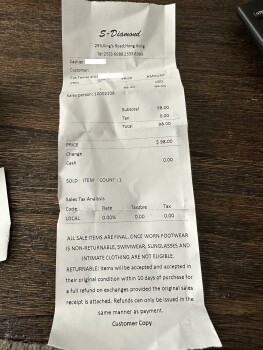 S-Diamond
Customer:
Sales person:
Subtotal 98.00
Tax 0.00
Total 98.00
PRICE $ 98.00
Change
Cash 0.00
SOLD ITEM COUNT : 1
Sales Tax Analysis
Code Rate Taxable Tax
LOCAL 0.00% 0.00 0.00
ALL SALE ITEMS ARE FINAL. ONCE WORN FOOTWEAR
IS NON-RETURNABLE, SWIMWEAR, SUNGLASSES AND
INTIMATE CLOTHING ARE NOT ELIGIBLE.
RETURNABLE: Items will be accepted and accepted in
their original condition within 10 days of purchase for
a full refund on exchanges provided the original sales
receipt is attached. Refunds can only be issued in the
same manner as payment.
Customer Copy